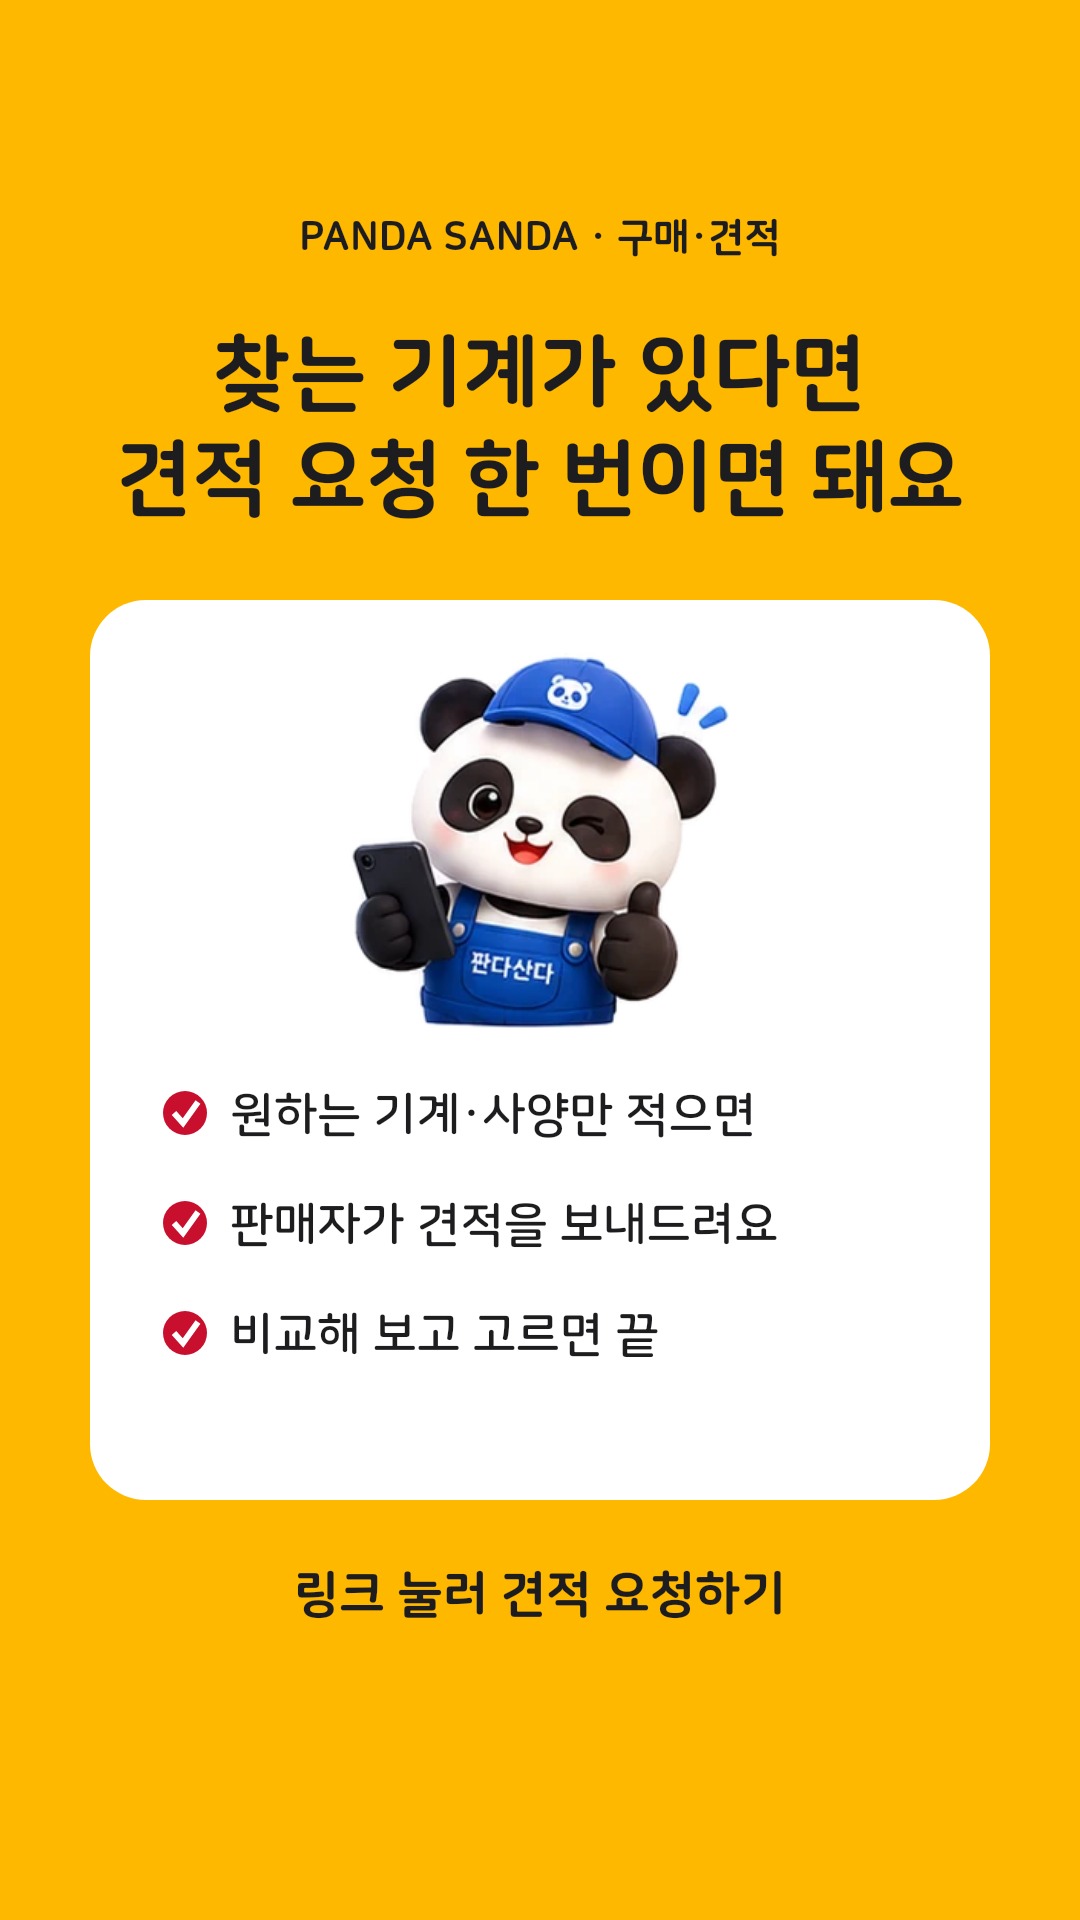 PANDA SANDA · 구매·견적
찾는 기계가 있다면
견적 요청 한 번이면 돼요
판다산다
원하는 기계·사양만 적으면
판매자가 견적을 보내드려요
비교해 보고 고르면 끝
링크 눌러 견적 요청하기